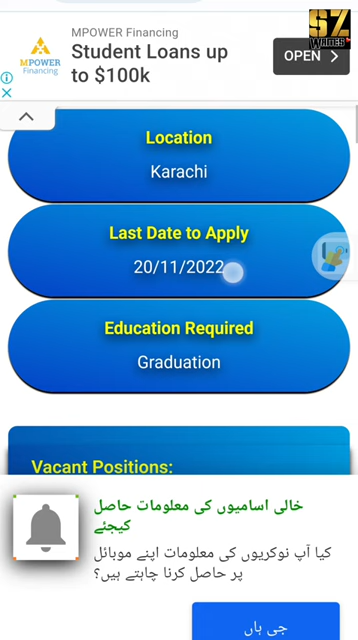 MPOWER Financing
Student Loans up
to $100k
MPOWER
Financing
OPEN
SZ
WRITES
Location
Karachi
Last Date to Apply
20/11/2022
Education Required
Graduation
Vacant Positions:
خالی اسامیوں کی معلومات حاصل
کیجئے
کیا آپ نوکریوں کی معلومات اپنے موبائل
پر حاصل کرنا چاہتے ہیں؟
جی ہاں